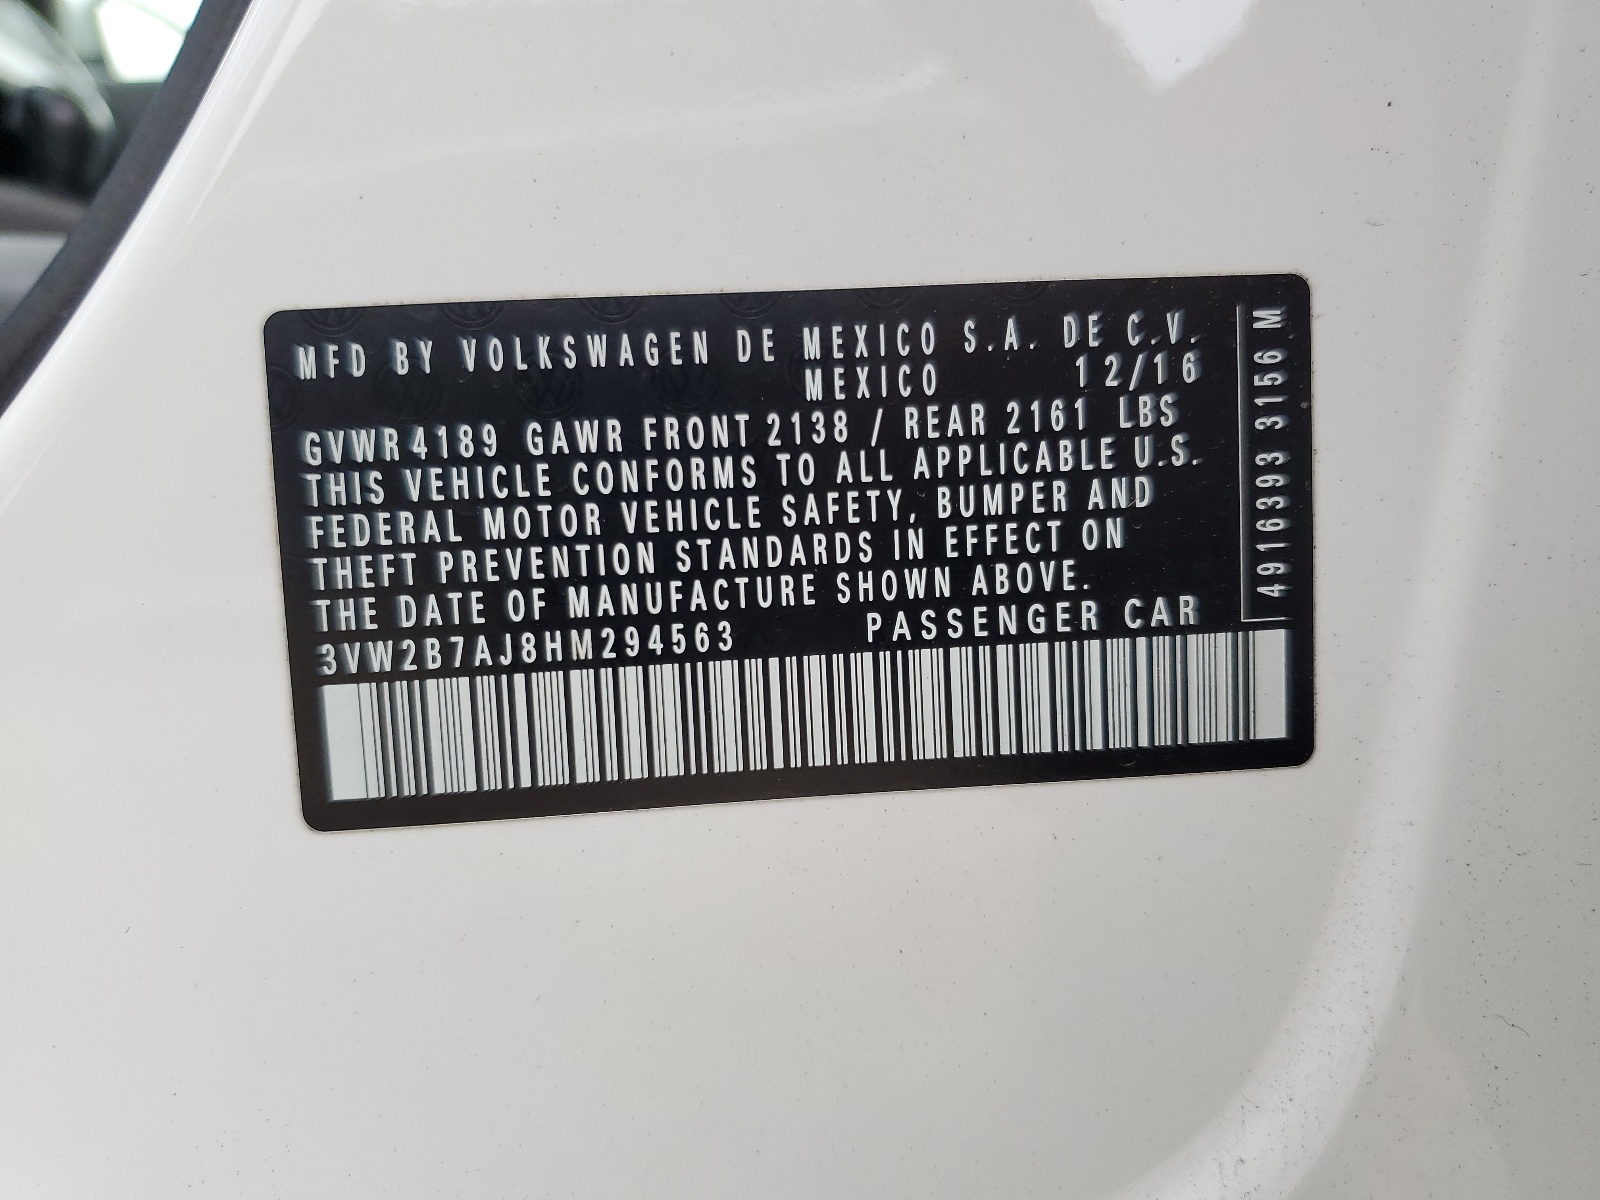 MFD BY VOLKSWAGEN DE MEXICO S.A. DE C.V.
MEXICO 12/16
GVWR 4189 GAWR FRONT 2138 / REAR 2161 LBS
THIS VEHICLE CONFORMS TO ALL APPLICABLE U.S.
FEDERAL MOTOR VEHICLE SAFETY, BUMPER AND
THEFT PREVENTION STANDARDS IN EFFECT ON
THE DATE OF MANUFACTURE SHOWN ABOVE.
3VW2B7AJ8HM294563 PASSENGER CAR
4916393 3156 M